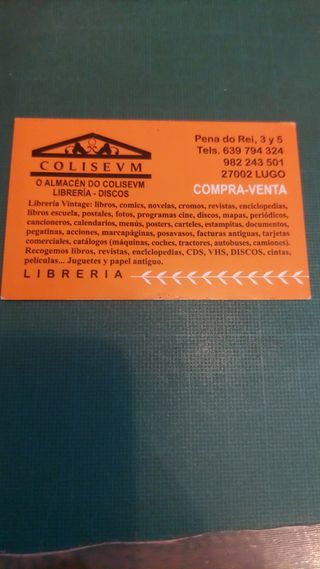 COLISEVM
O ALMACÉN DO COLISEVM
LIBRERÍA - DISCOS
Pena do Rei, 3 y 5
Tels. 639 794 324
982 243 501
27002 LUGO
COMPRA-VENTA
Librería Vintage: libros, comics, novelas, cromos, revistas, enciclopedias,
libros escuela, postales, fotos, programas cine, discos, mapas, periódicos,
cancioneros, calendarios, menús, posters, carteles, estampitas, documentos,
pegatinas, acciones, marcapáginas, posavasos, facturas antiguas, tarjetas
comerciales, catálogos (máquinas, coches, tractores, autobuses, camiones).
Recogemos libros, revistas, enciclopedias, CDS, VHS, DISCOS, cintas,
películas... Juguetes y papel antiguo.
LIBRERIA